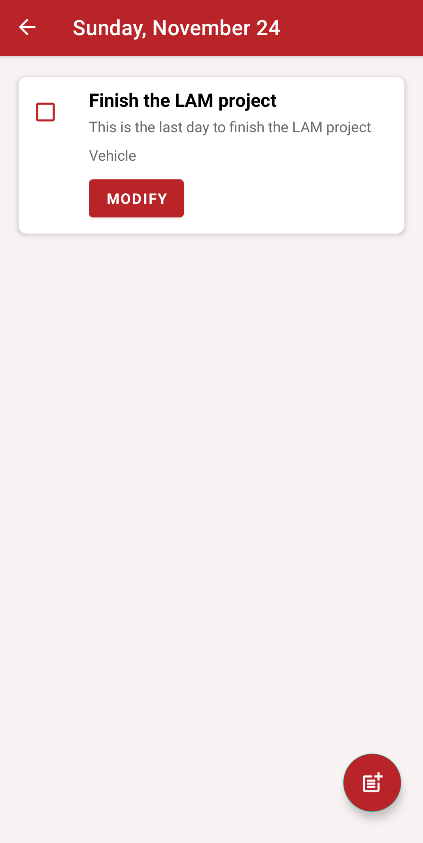 Sunday, November 24
Finish the LAM project
This is the last day to finish the LAM project
Vehicle
MODIFY